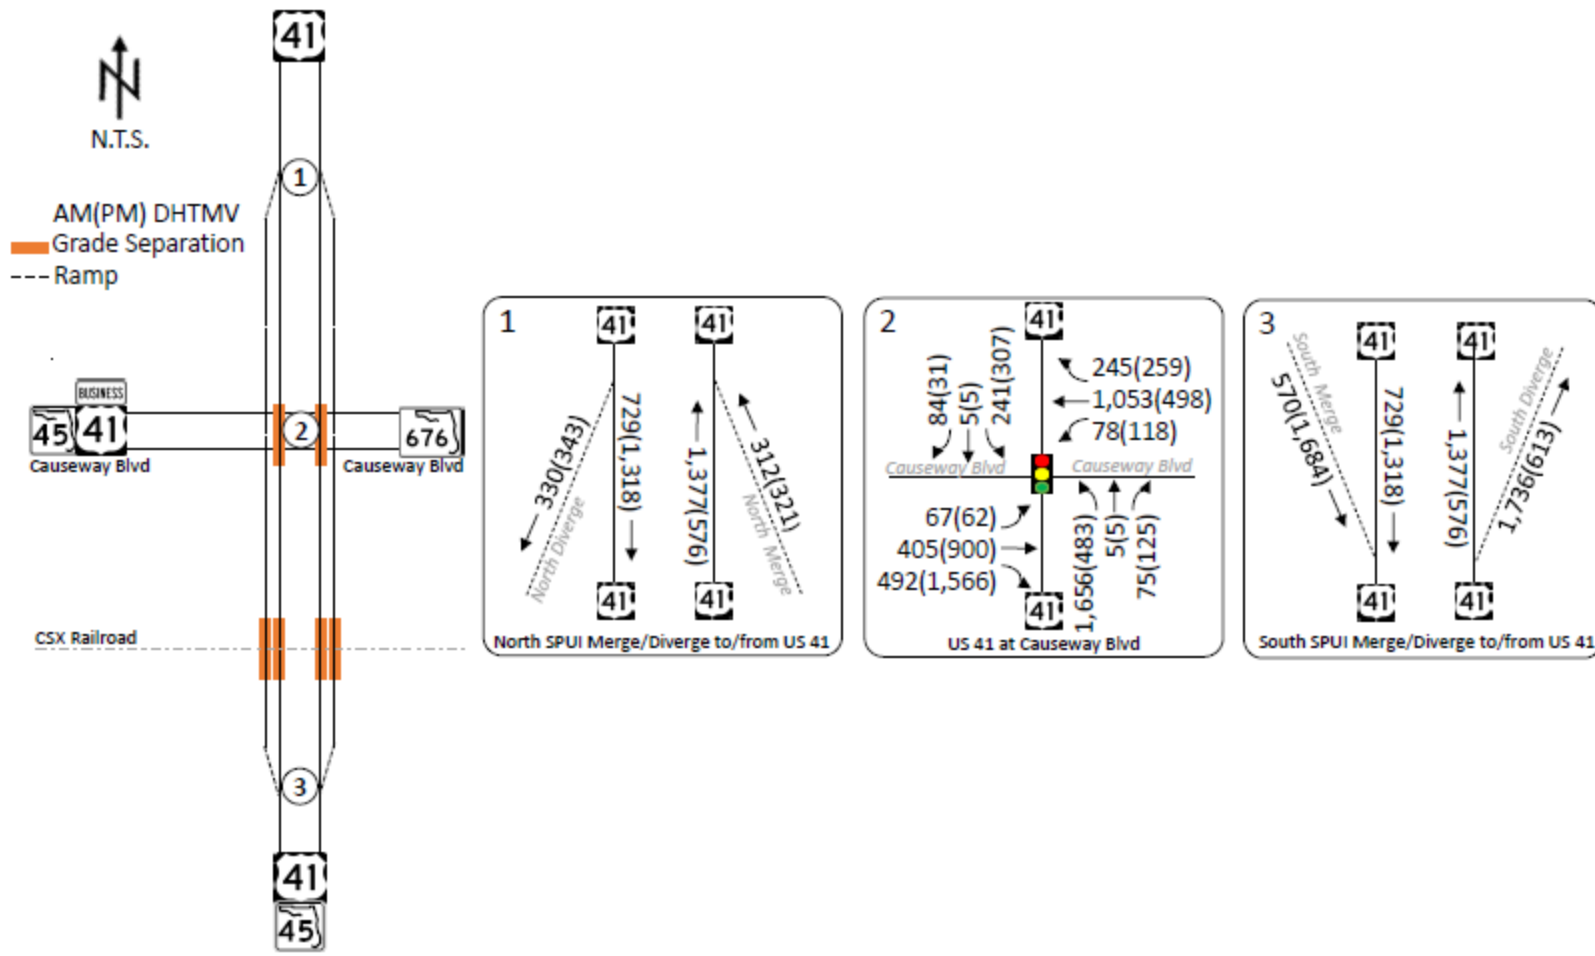 41
N.T.S.
1
AM(PM) DHTMV
Grade Separation
Ramp
BUSINESS
45 41
Causeway Blvd
2
676
Causeway Blvd
CSX Railroad
3
41
45
1
41
41
330(343)
North Diverge
729(1,318)
1,377(576)
312(321)
North Merge
41
41
North SPUI Merge/Diverge to/from US 41
2
41
84(31)
5(5)
241(307)
245(259)
1,053(498)
78(118)
Causeway Blvd
Causeway Blvd
67(62)
405(900)
492(1,566)
1,656(483)
5(5)
75(125)
41
US 41 at Causeway Blvd
3
South Merge
570(1,684)
41
41
729(1,318)
1,377(576)
South Diverge
1,736(613)
41
41
South SPUI Merge/Diverge to/from US 41